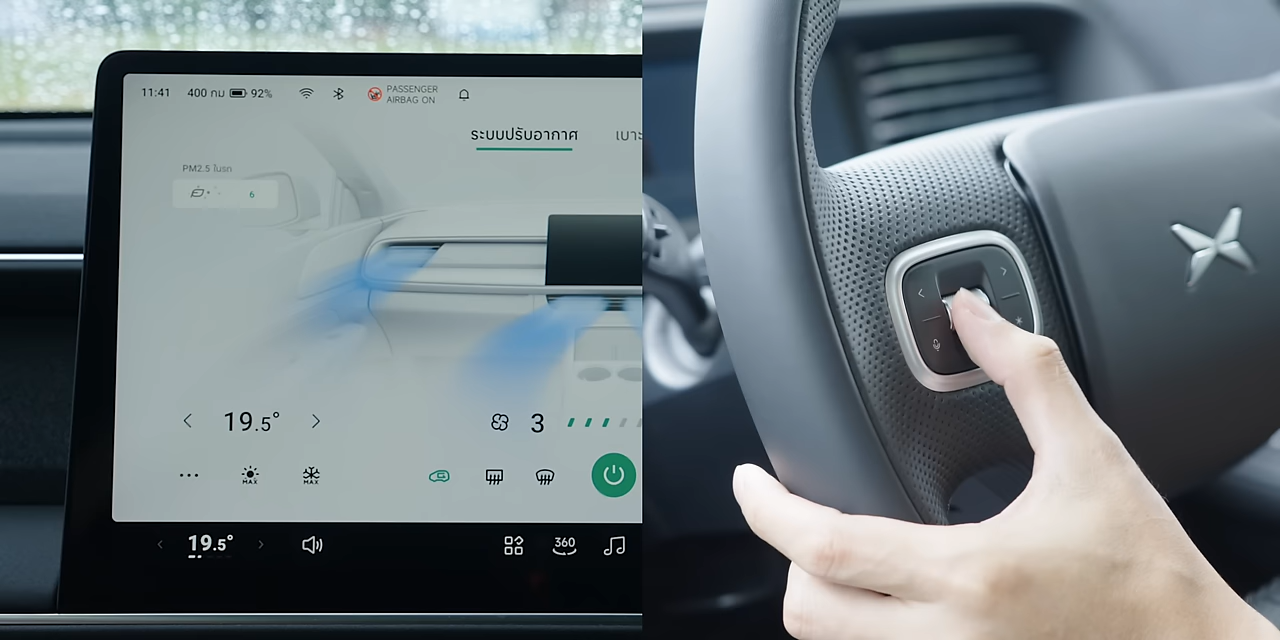 11:41 400 กม 92%
PASSENGER
AIRBAG ON
ระบบปรับอากาศ
PM2.5 ในรถ
6
19.5°
3
MAX
MAX
19.5°
360